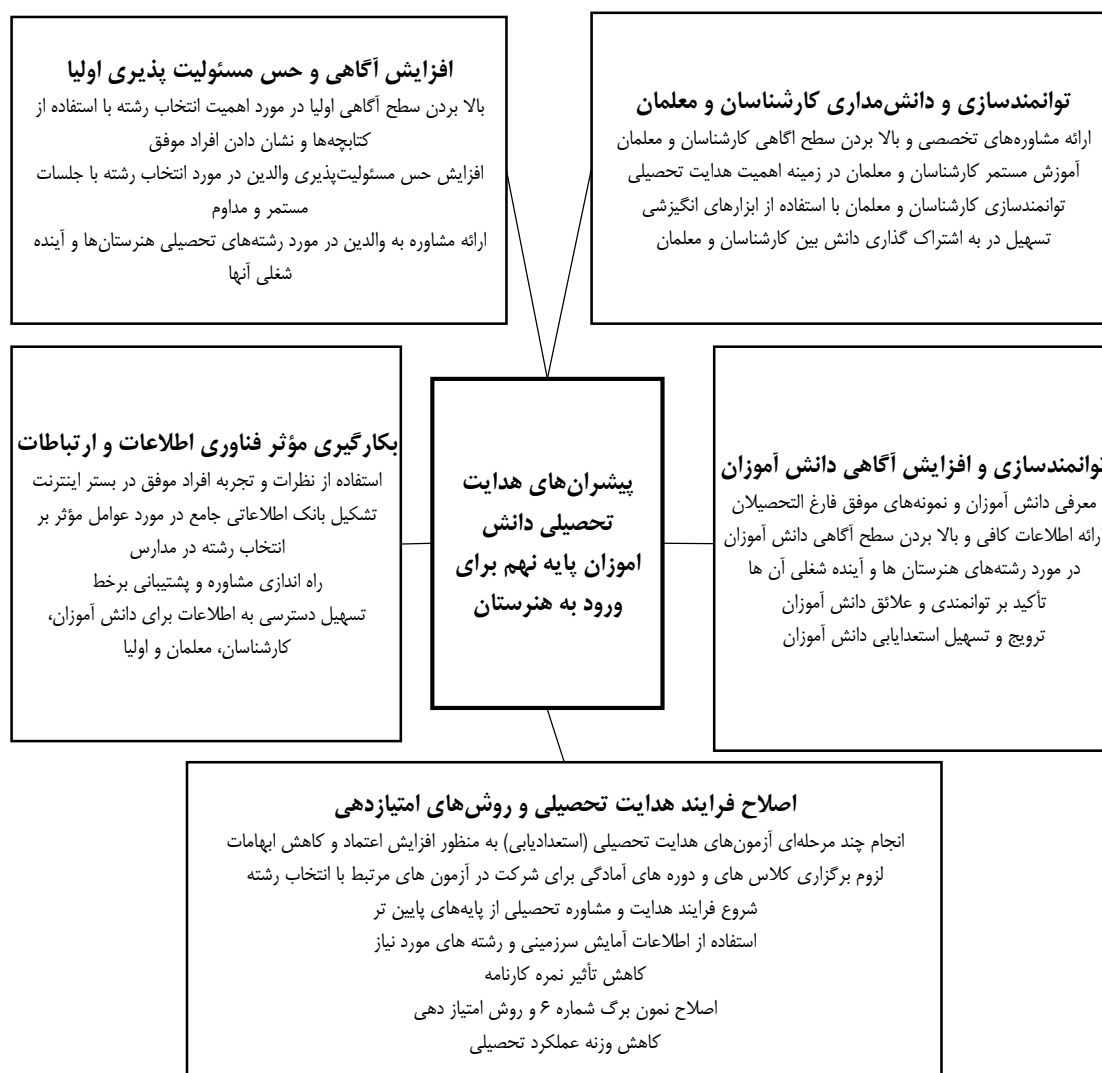 توانمندسازی و دانش‌مداری کارشناسان و معلمان
ارائه مشاوره‌های تخصصی و بالا بردن سطح اگاهی کارشناسان و معلمان
آموزش مستمر کارشناسان و معلمان در زمینه اهمیت هدایت تحصیلی
توانمندسازی کارشناسان و معلمان با استفاده از ابزارهای انگیزشی
تسهیل در به اشتراک گذاری دانش بین کارشناسان و معلمان
افزایش آگاهی و حس مسئولیت پذیری اولیا
بالا بردن سطح آگاهی اولیا در مورد اهمیت انتخاب رشته با استفاده از
کتابچه‌ها و نشان دادن افراد موفق
افزایش حس مسئولیت‌پذیری والدین در مورد انتخاب رشته با جلسات
مستمر و مداوم
ارائه مشاوره به والدین در مورد رشته‌های تحصیلی هنرستان‌ها و آینده
شغلی آنها
توانمندسازی و افزایش آگاهی دانش آموزان
معرفی دانش آموزان و نمونه‌های موفق فارغ التحصیلان
ارائه اطلاعات کافی و بالا بردن سطح آگاهی دانش آموزان
در مورد رشته‌های هنرستان ها و آینده شغلی آن ها
تأکید بر توانمندی و علائق دانش آموزان
ترویج و تسهیل استعدایابی دانش آموزان
پیشران‌های هدایت
تحصیلی دانش
اموزان پایه نهم برای
ورود به هنرستان
بکارگیری مؤثر فناوری اطلاعات و ارتباطات
استفاده از نظرات و تجربه افراد موفق در بستر اینترنت
تشکیل بانک اطلاعاتی جامع در مورد عوامل مؤثر بر
انتخاب رشته در مدارس
راه اندازی مشاوره و پشتیبانی برخط
تسهیل دسترسی به اطلاعات برای دانش آموزان،
کارشناسان، معلمان و اولیا
اصلاح فرایند هدایت تحصیلی و روش‌های امتیازدهی
انجام چند مرحله‌ای آزمون‌های هدایت تحصیلی (استعدادیابی) به منظور افزایش اعتماد و کاهش ابهامات
لزوم برگزاری کلاس های و دوره های آمادگی برای شرکت در آزمون های مرتبط با انتخاب رشته
شروع فرایند هدایت و مشاوره تحصیلی از پایه‌های پایین تر
استفاده از اطلاعات آمایش سرزمینی و رشته های مورد نیاز
کاهش تأثیر نمره کارنامه
اصلاح نمون برگ شماره ۶ و روش امتیاز دهی
کاهش وزنه عملکرد تحصیلی